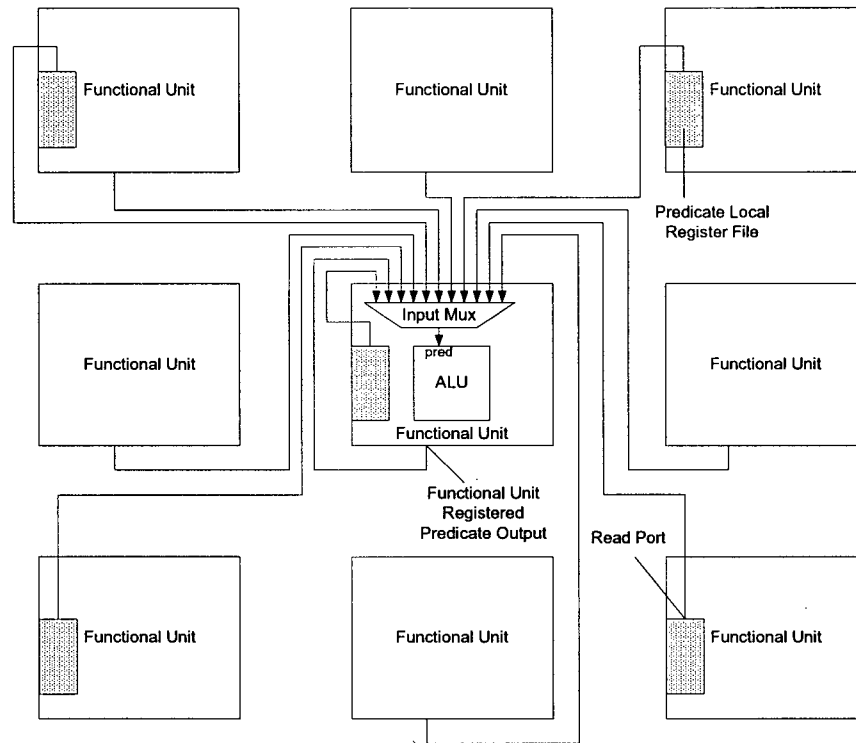 Functional Unit
Functional Unit
Functional Unit
Predicate Local
Register File
Input Mux
Functional Unit
pred
ALU
Functional Unit
Functional Unit
Functional Unit
Registered
Predicate Output
Read Port
Functional Unit
Functional Unit
Functional Unit